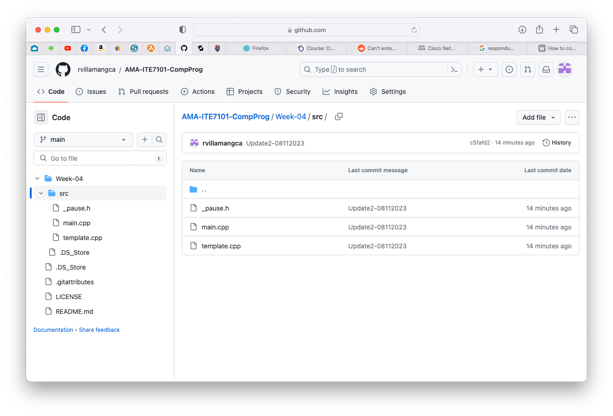 github.com
Firefox
Course: D...
Can't ente...
Cisco Net...
respondu...
How to co...
rvillamangca / AMA-ITE7101-CompProg
Type / to search
Code
Issues
Pull requests
Actions
Projects
Security
Insights
Settings
Code
main
Go to file
t
Week-04
src
_pause.h
main.cpp
template.cpp
.DS_Store
.DS_Store
.gitattributes
LICENSE
README.md
Documentation • Share feedback
AMA-ITE7101-CompProg / Week-04 / src /
Add file
rvillamangca Update2-08112023
c5fafd2 · 14 minutes ago
History
Name Last commit message Last commit date
..
_pause.h Update2-08112023 14 minutes ago
main.cpp Update2-08112023 14 minutes ago
template.cpp Update2-08112023 14 minutes ago